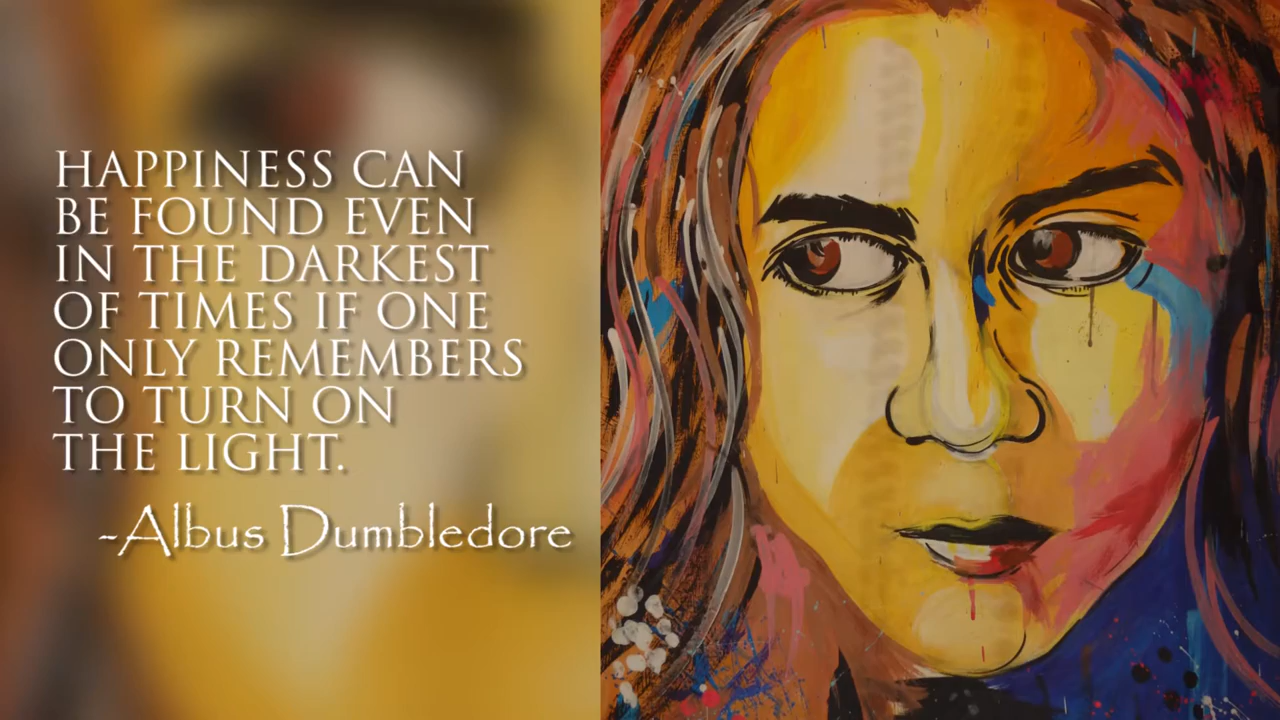 HAPPINESS CAN
BE FOUND EVEN
IN THE DARKEST
OF TIMES IF ONE
ONLY REMEMBERS
TO TURN ON
THE LIGHT.
-Albus Dumbledore